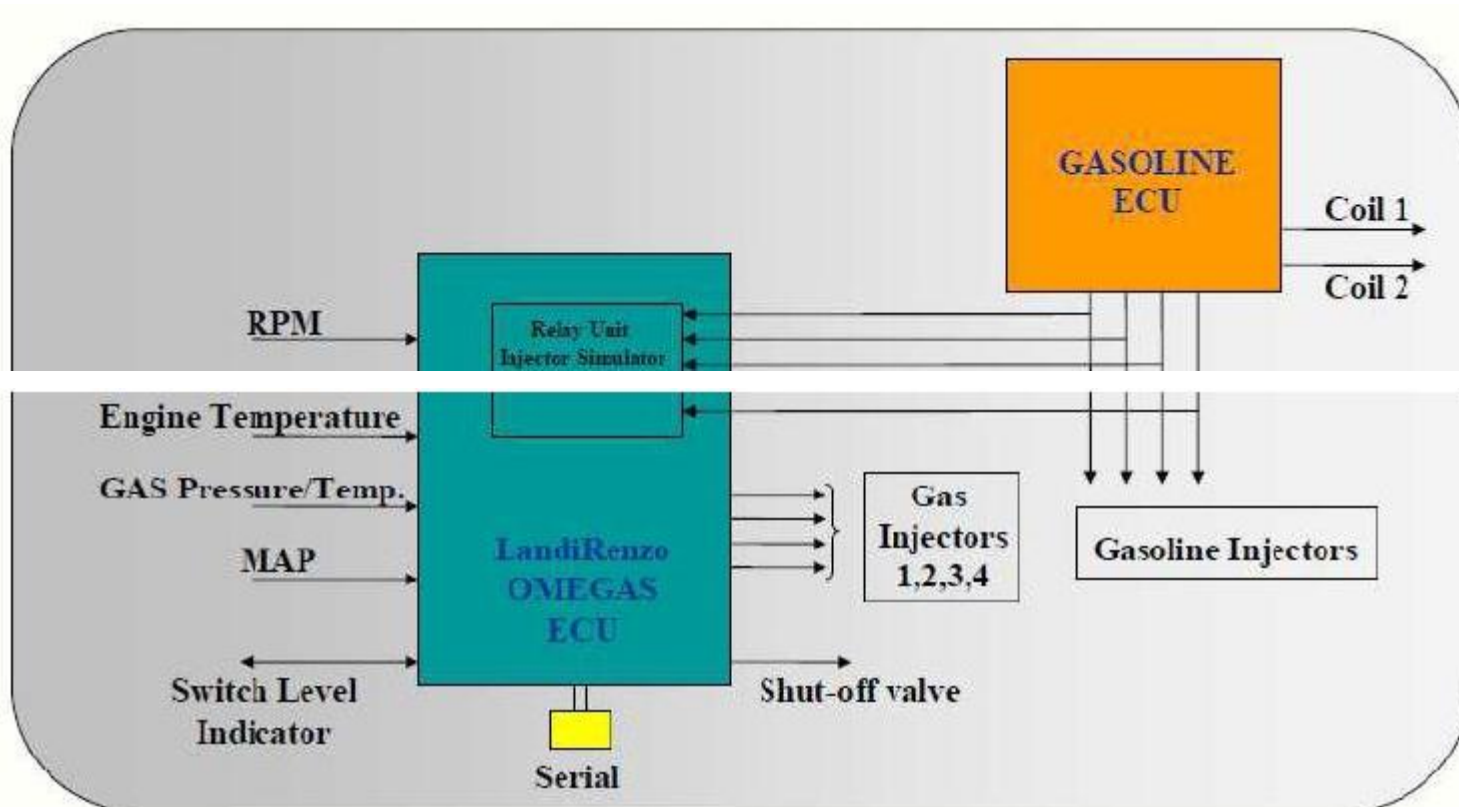 GASOLINE
ECU
Coil 1
Coil 2
RPM
Relay Unit
Injector Simulator
Engine Temperature
GAS Pressure/Temp.
MAP
LandiRenzo
OMEGAS
ECU
Gas
Injectors
1,2,3,4
Gasoline Injectors
Switch Level
Indicator
Shut-off valve
Serial